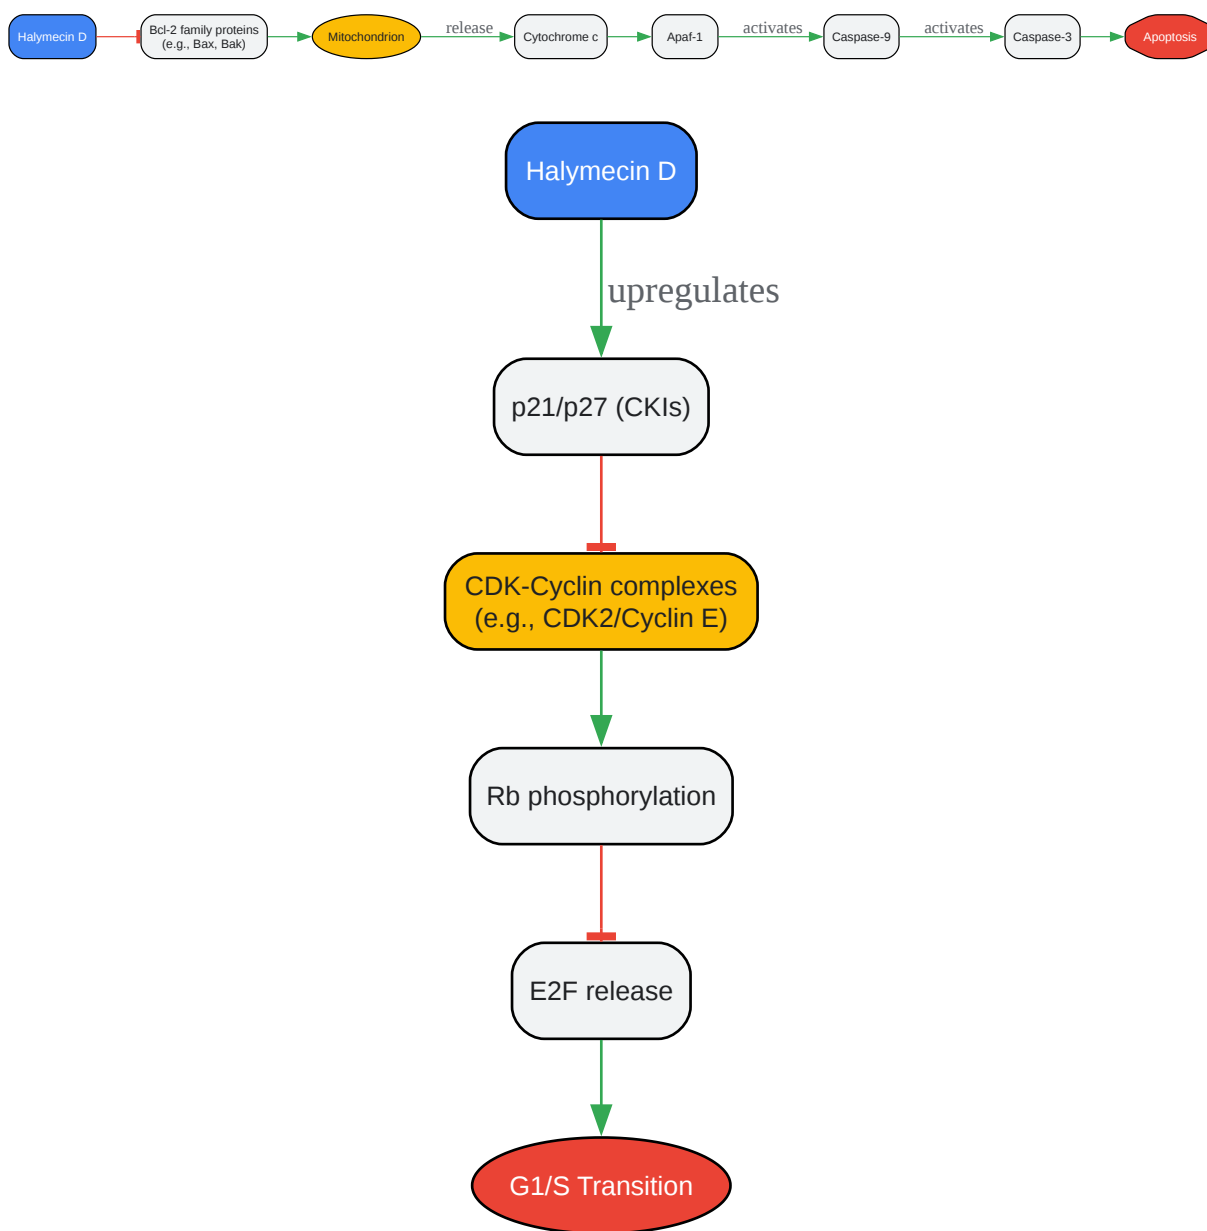 Halymecin D
Bcl-2 family proteins
(e.g., Bax, Bak)
Mitochondrion
release
Cytochrome c
Apaf-1
activates
Caspase-9
activates
Caspase-3
Apoptosis
Halymecin D
upregulates
p21/p27 (CKIs)
CDK-Cyclin complexes
(e.g., CDK2/Cyclin E)
Rb phosphorylation
E2F release
G1/S Transition